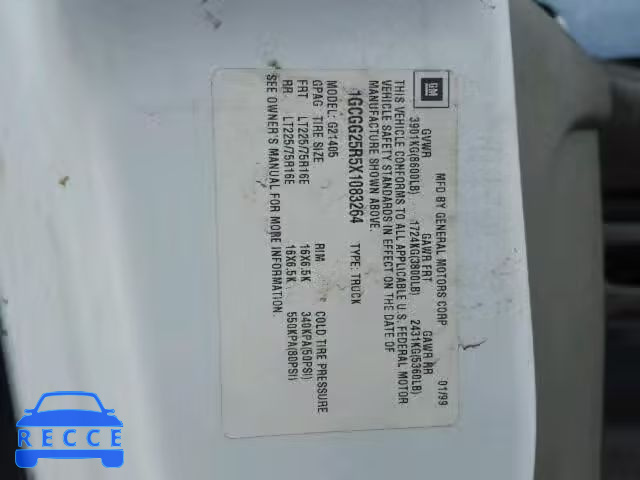 GM
MFD BY GENERAL MOTORS CORP 01/99
GVWR GAWR FRT GAWR RR
3901KG(8600LB) 1724KG(3800LB) 2431KG(5360LB)
THIS VEHICLE CONFORMS TO ALL APPLICABLE U.S. FEDERAL MOTOR
VEHICLE SAFETY STANDARDS IN EFFECT ON THE DATE OF
MANUFACTURE SHOWN ABOVE.
1GCGG25R5X1083264 TYPE: TRUCK
MODEL: G21405
GPAG TIRE SIZE RIM COLD TIRE PRESSURE
FRT LT225/75R16E 16X6.5K 340KPA(50PSI)
RR LT225/75R16E 16X6.5K 550KPA(80PSI)
SEE OWNER'S MANUAL FOR MORE INFORMATION.
RECCE